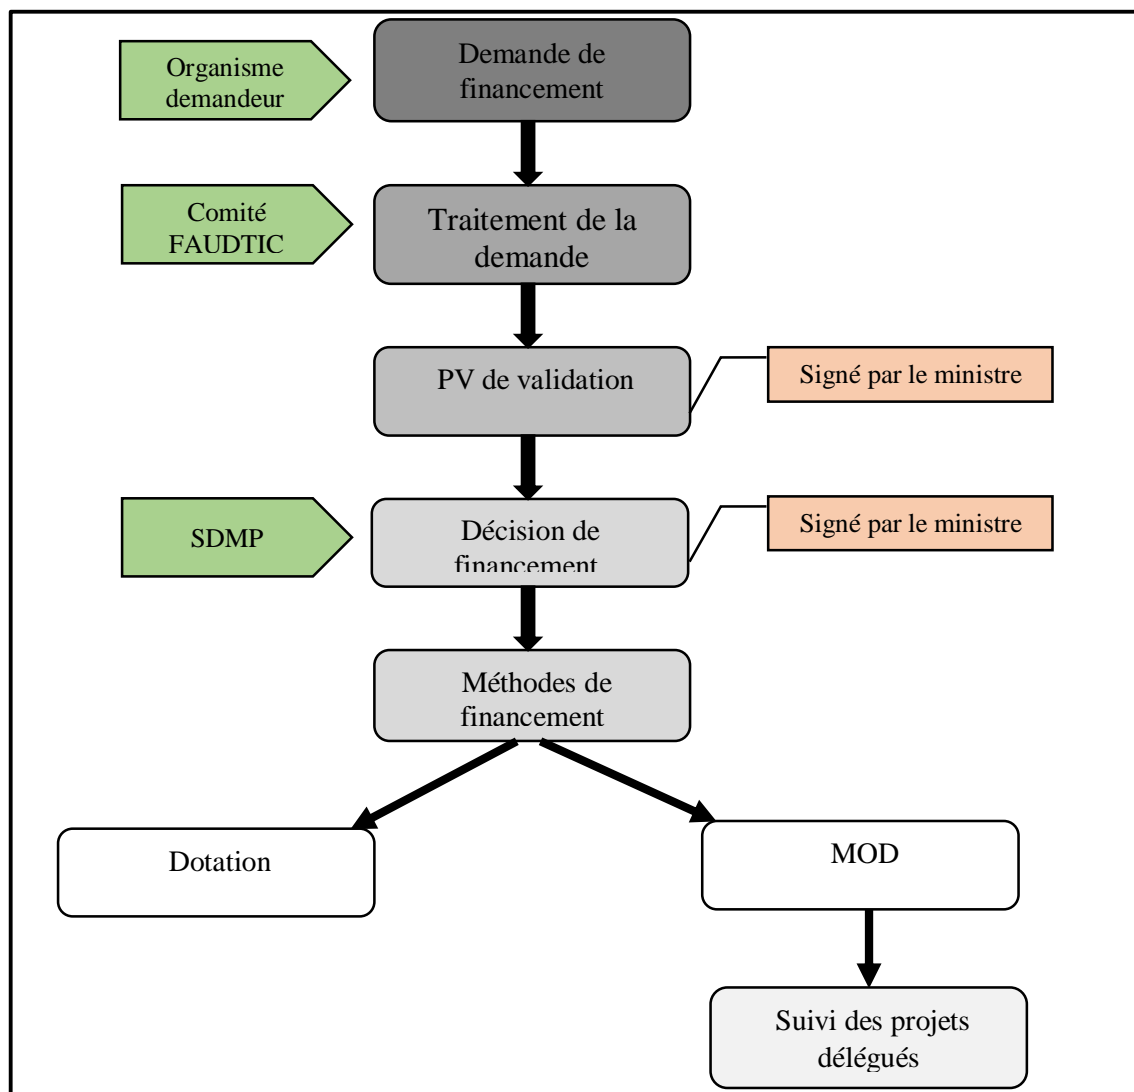 Organisme
demandeur
Demande de
financement
Comité
FAUDTIC
Traitement de la
demande
PV de validation
Signé par le ministre
SDMP
Décision de
financement
Signé par le ministre
Méthodes de
financement
Dotation
MOD
Suivi des projets
délégués